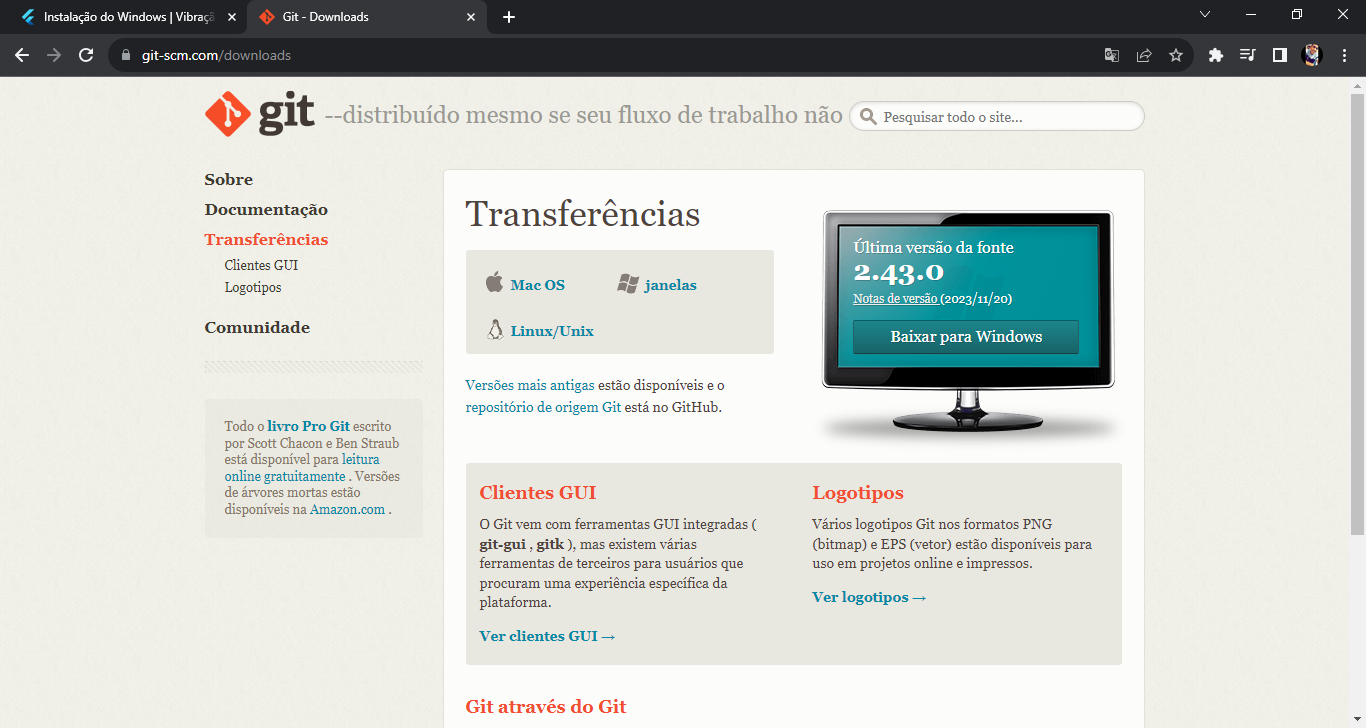 Instalação do Windows | Vibraçã
Git - Downloads
git-scm.com/downloads
git --distribuído mesmo se seu fluxo de trabalho não
Pesquisar todo o site...
Sobre
Documentação
Transferências
Clientes GUI
Logotipos
Comunidade
Todo o livro Pro Git escrito
por Scott Chacon e Ben Straub
está disponível para leitura
online gratuitamente . Versões
de árvores mortas estão
disponíveis na Amazon.com .
Transferências
Mac OS
janelas
Linux/Unix
Versões mais antigas estão disponíveis e o
repositório de origem Git está no GitHub.
Última versão da fonte
2.43.0
Notas de versão (2023/11/20)
Baixar para Windows
Clientes GUI
O Git vem com ferramentas GUI integradas (
git-gui , gitk ), mas existem várias
ferramentas de terceiros para usuários que
procuram uma experiência específica da
plataforma.
Ver clientes GUI →
Logotipos
Vários logotipos Git nos formatos PNG
(bitmap) e EPS (vetor) estão disponíveis para
uso em projetos online e impressos.
Ver logotipos →
Git através do Git